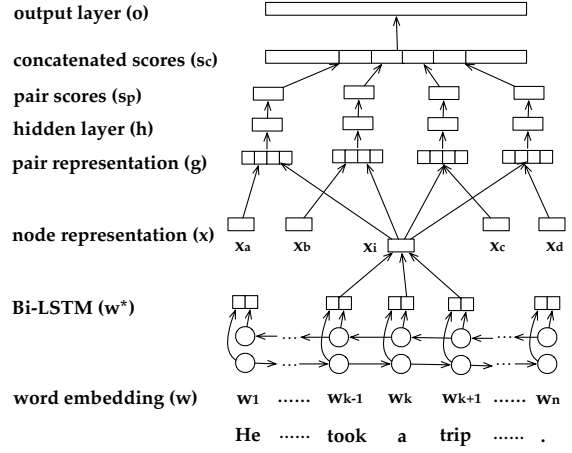 output layer (o)
concatenated scores (sc)
pair scores (sp)
hidden layer (h)
pair representation (g)
node representation (x)
xa xb xi xc xd
Bi-LSTM (w*)
... ...
... ...
word embedding (w) w1 ...... wk-1 wk wk+1 ...... wn
He ...... took a trip ...... .